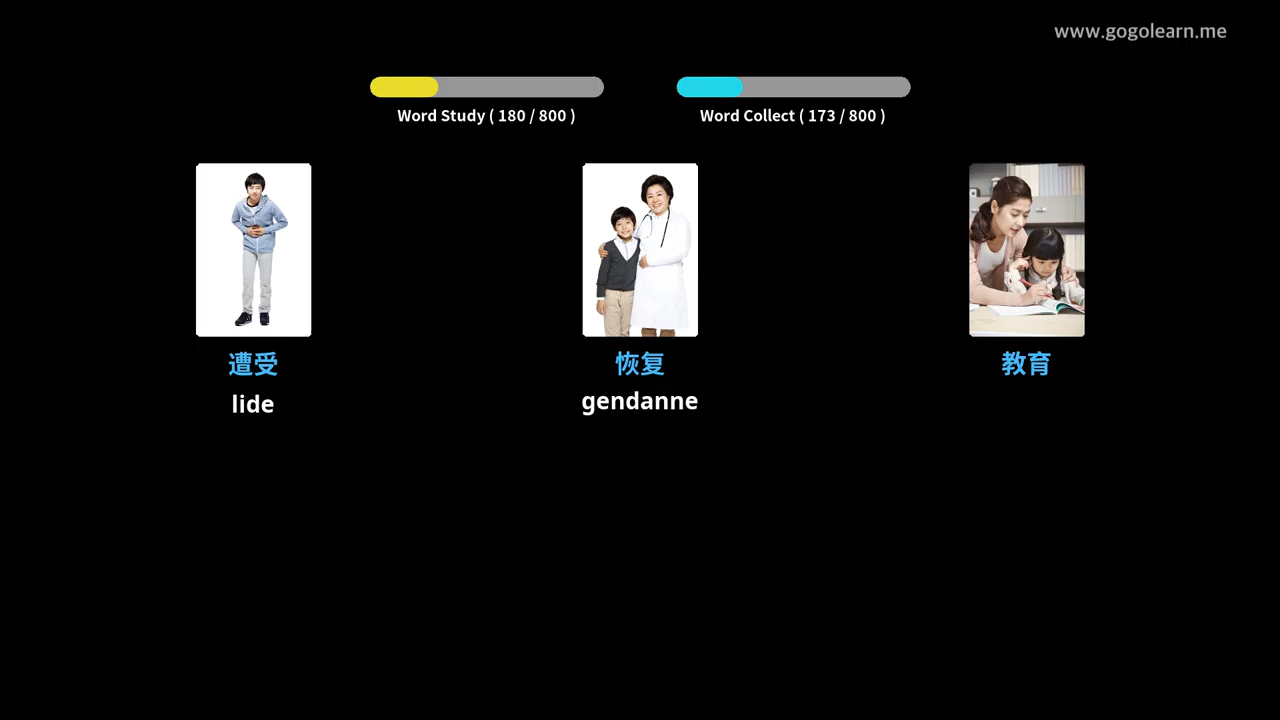 www.gogolearn.me
Word Study ( 180 / 800 )
Word Collect ( 173 / 800 )
遭受
恢复
教育
lide
gendanne